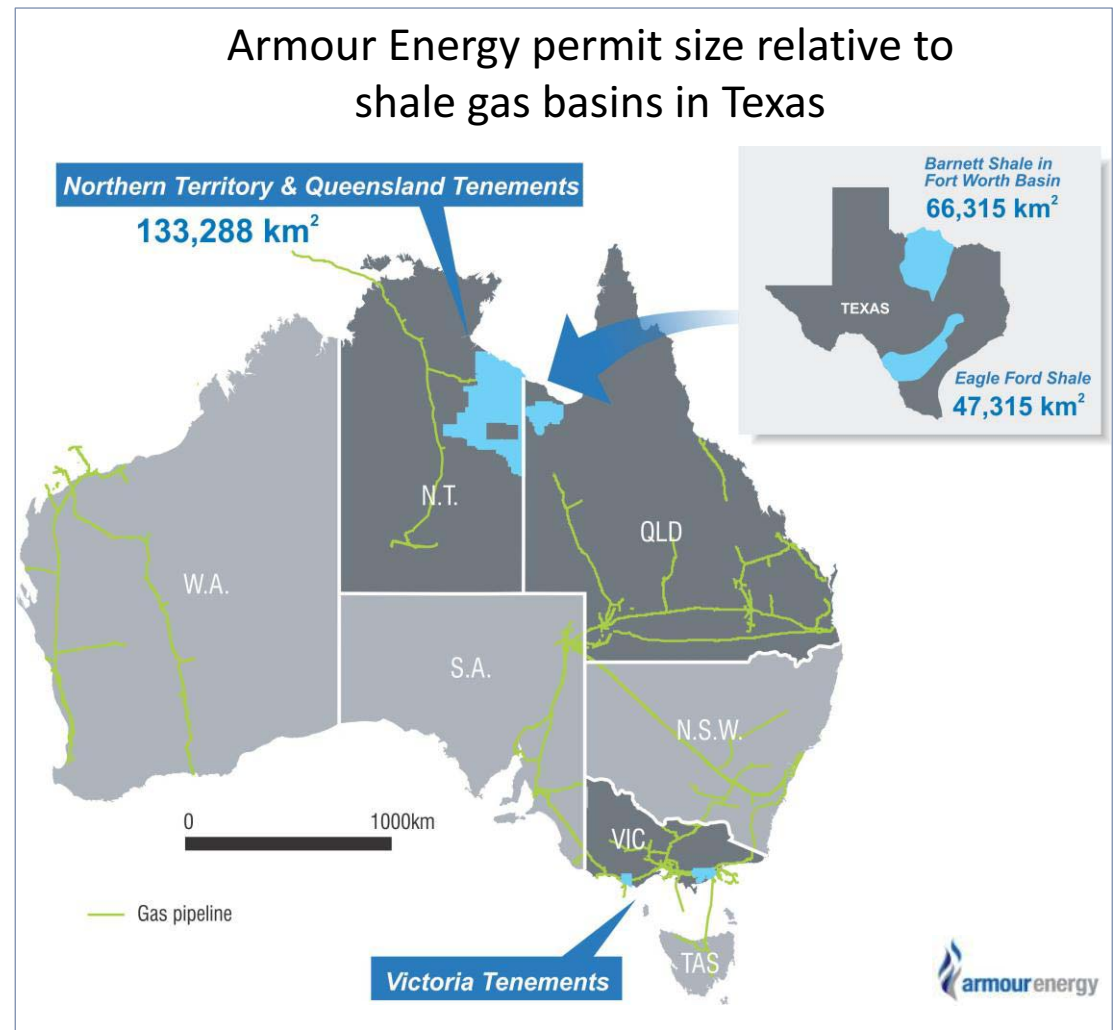 Armour Energy permit size relative to
shale gas basins in Texas
Northern Territory & Queensland Tenements
133,288 km²
Barnett Shale in
Fort Worth Basin
66,315 km²
TEXAS
Eagle Ford Shale
47,315 km²
N.T.
QLD
W.A.
S.A.
N.S.W.
0 1000km
VIC
Gas pipeline
Victoria Tenements
TAS
armourenergy